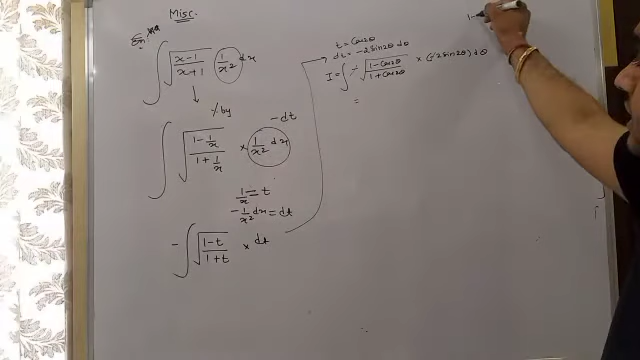 Misc.
∫ √((x-1)/(x+1)) (1/x²) dx
↓
÷ by x
-dt
∫ √((1-1/x)/(1+1/x)) × (1/x² dx)
1/x = t
-1/x² dx = dt
- ∫ √((1-t)/(1+t)) × dt
t = cos2θ
dt = -2sin2θ dθ
I = ∫ - √((1-cos2θ)/(1+cos2θ)) × (-2sin2θ) dθ
=
1-